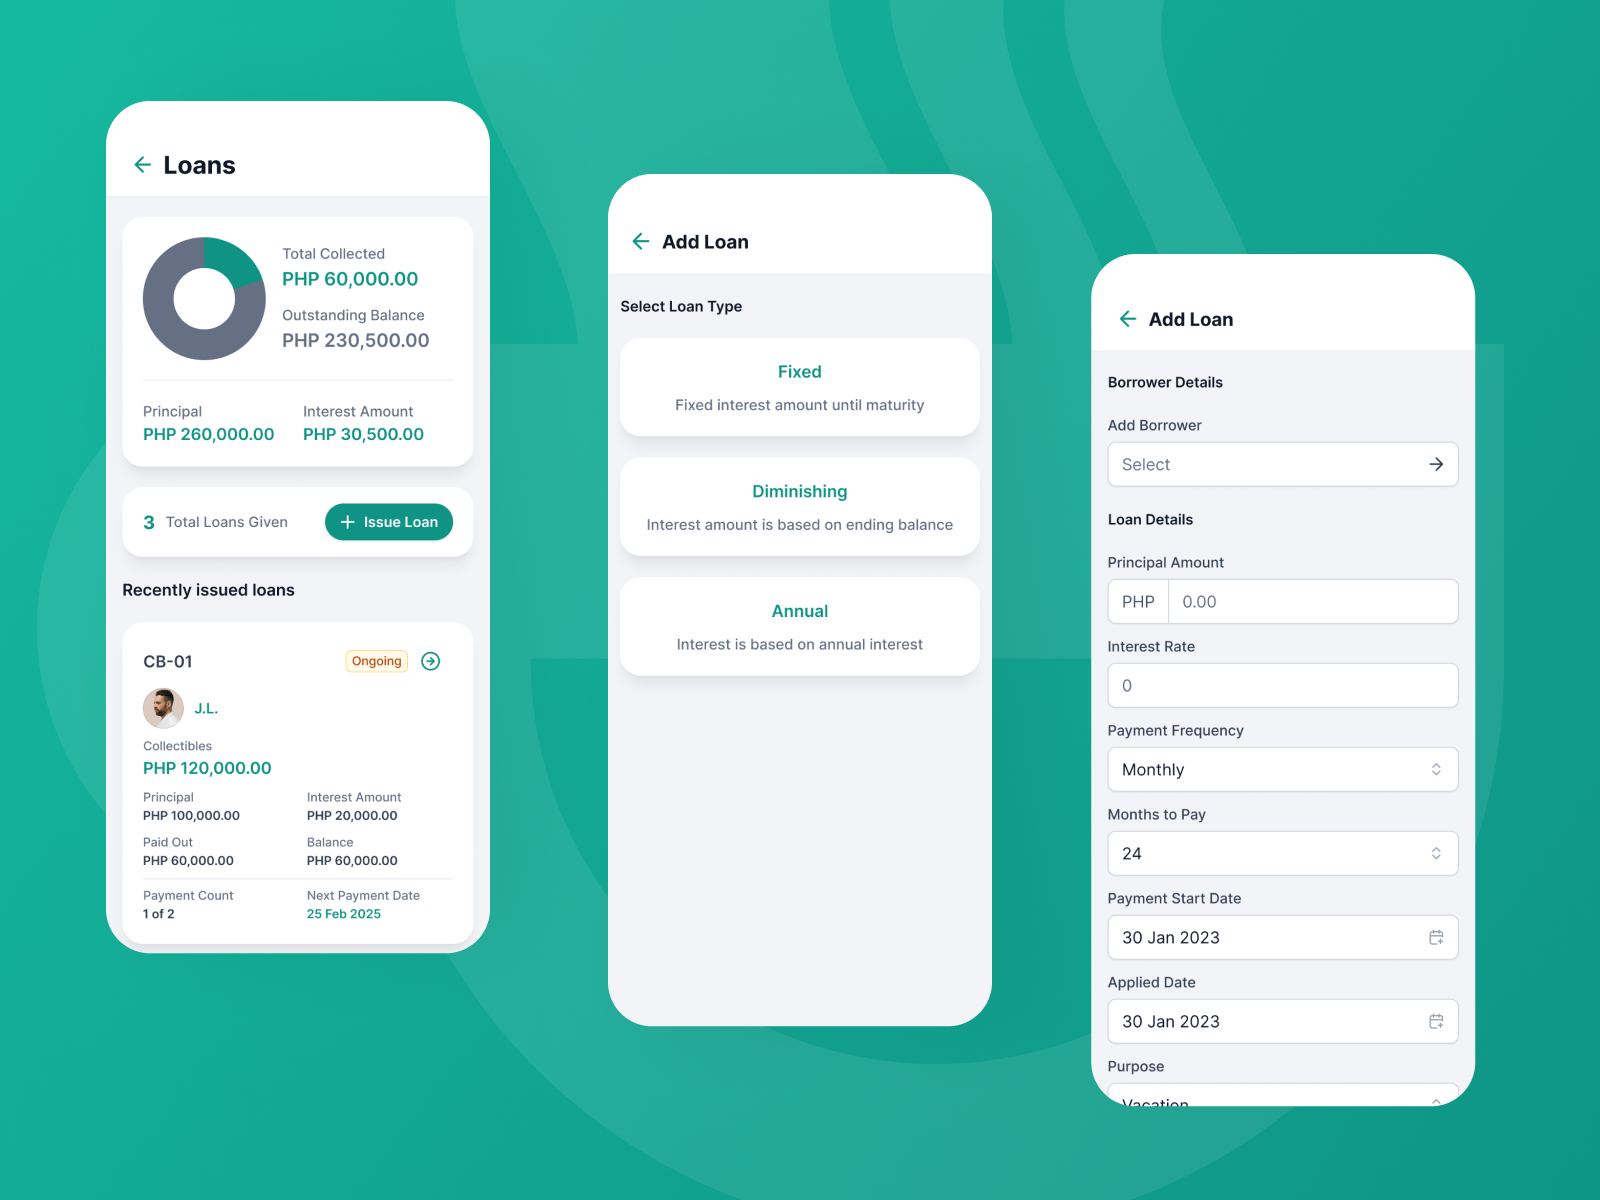 Loans
Total Collected
PHP 60,000.00
Outstanding Balance
PHP 230,500.00
Principal
PHP 260,000.00
Interest Amount
PHP 30,500.00
3 Total Loans Given
Issue Loan
Recently issued loans
CB-01
Ongoing
J.L.
Collectibles
PHP 120,000.00
Principal
PHP 100,000.00
Interest Amount
PHP 20,000.00
Paid Out
PHP 60,000.00
Balance
PHP 60,000.00
Payment Count
1 of 2
Next Payment Date
25 Feb 2025
Add Loan
Select Loan Type
Fixed
Fixed interest amount until maturity
Diminishing
Interest amount is based on ending balance
Annual
Interest is based on annual interest
Add Loan
Borrower Details
Add Borrower
Select
Loan Details
Principal Amount
PHP 0.00
Interest Rate
0
Payment Frequency
Monthly
Months to Pay
24
Payment Start Date
30 Jan 2023
Applied Date
30 Jan 2023
Purpose
Vacation